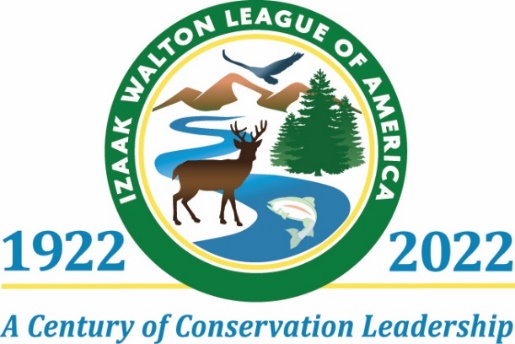 IZAAK WALTON LEAGUE OF AMERICA
1922 2022
A Century of Conservation Leadership